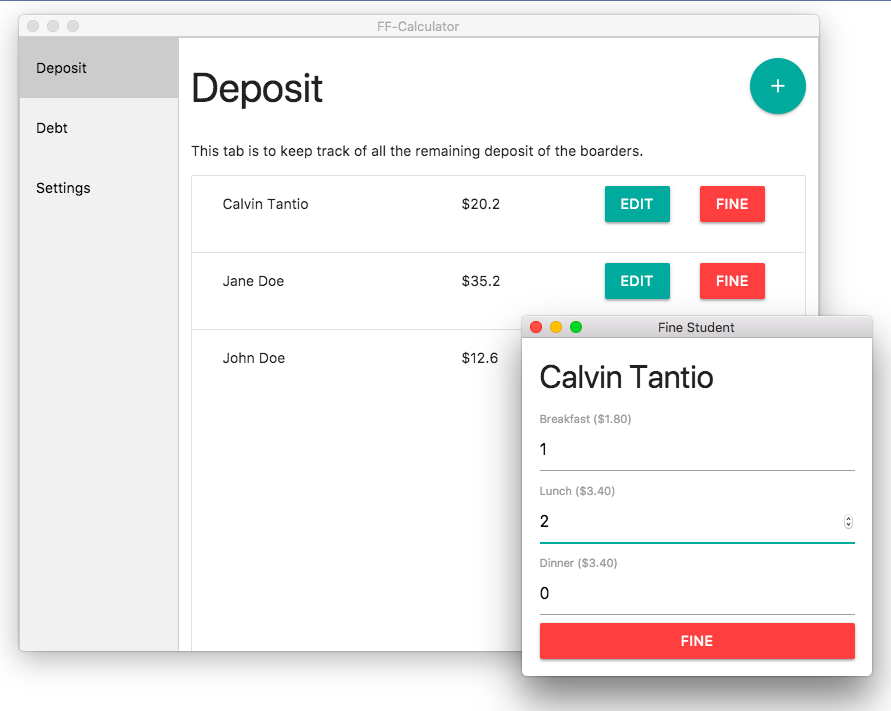 FF-Calculator
Deposit
Debt
Settings
Deposit
+
This tab is to keep track of all the remaining deposit of the boarders.
Calvin Tantio $20.2 EDIT FINE
Jane Doe $35.2 EDIT FINE
John Doe $12.6
Fine Student
Calvin Tantio
Breakfast ($1.80)
1
Lunch ($3.40)
2
Dinner ($3.40)
0
FINE